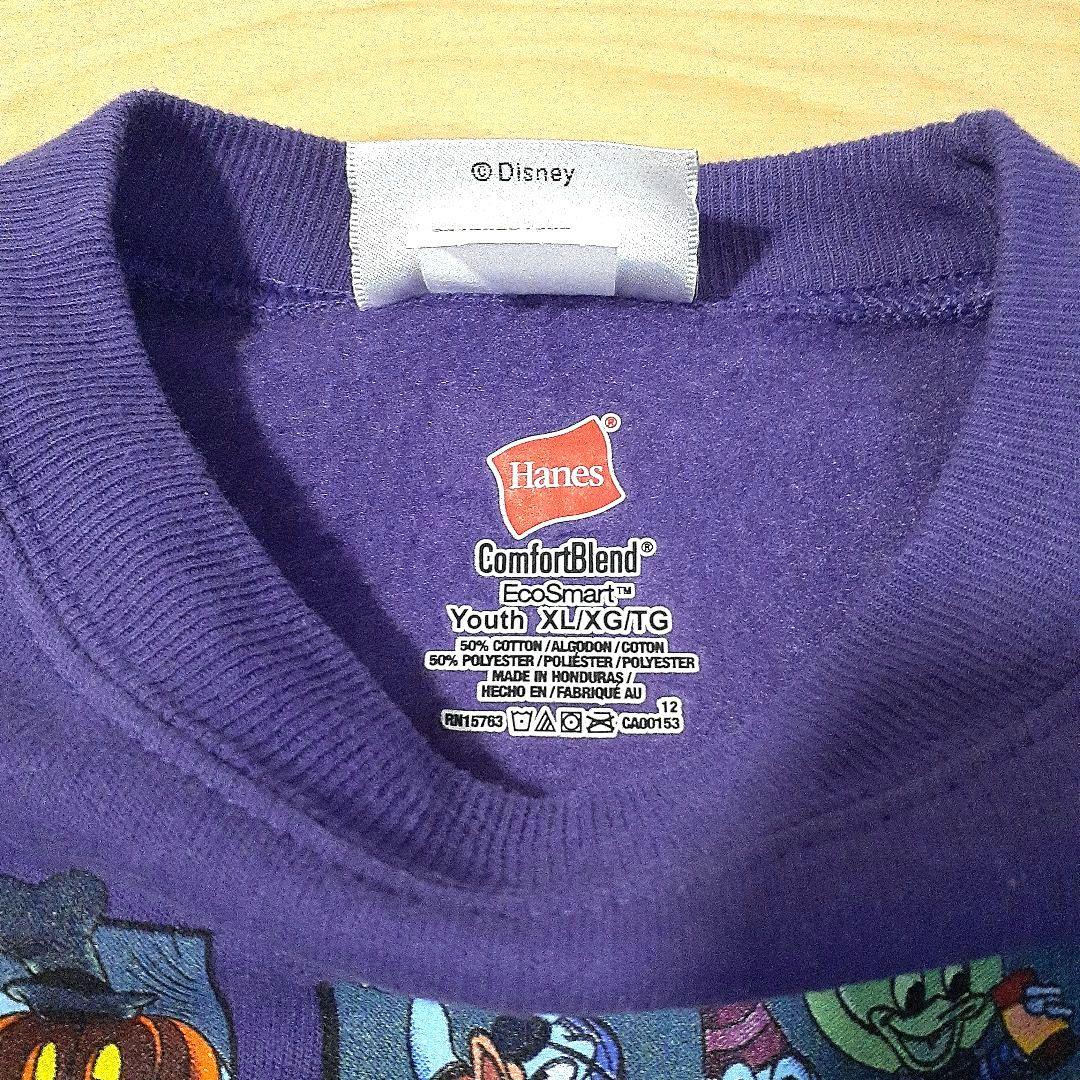 ©Disney
Hanes®
ComfortBlend®
EcoSmart™
Youth XL/XG/TG
50% COTTON/ALGODON/COTON
50% POLYESTER/POLIÉSTER/POLYESTER
MADE IN HONDURAS/
HECHO EN/FABRIQUÉ AU
12
RN15763 CA00153